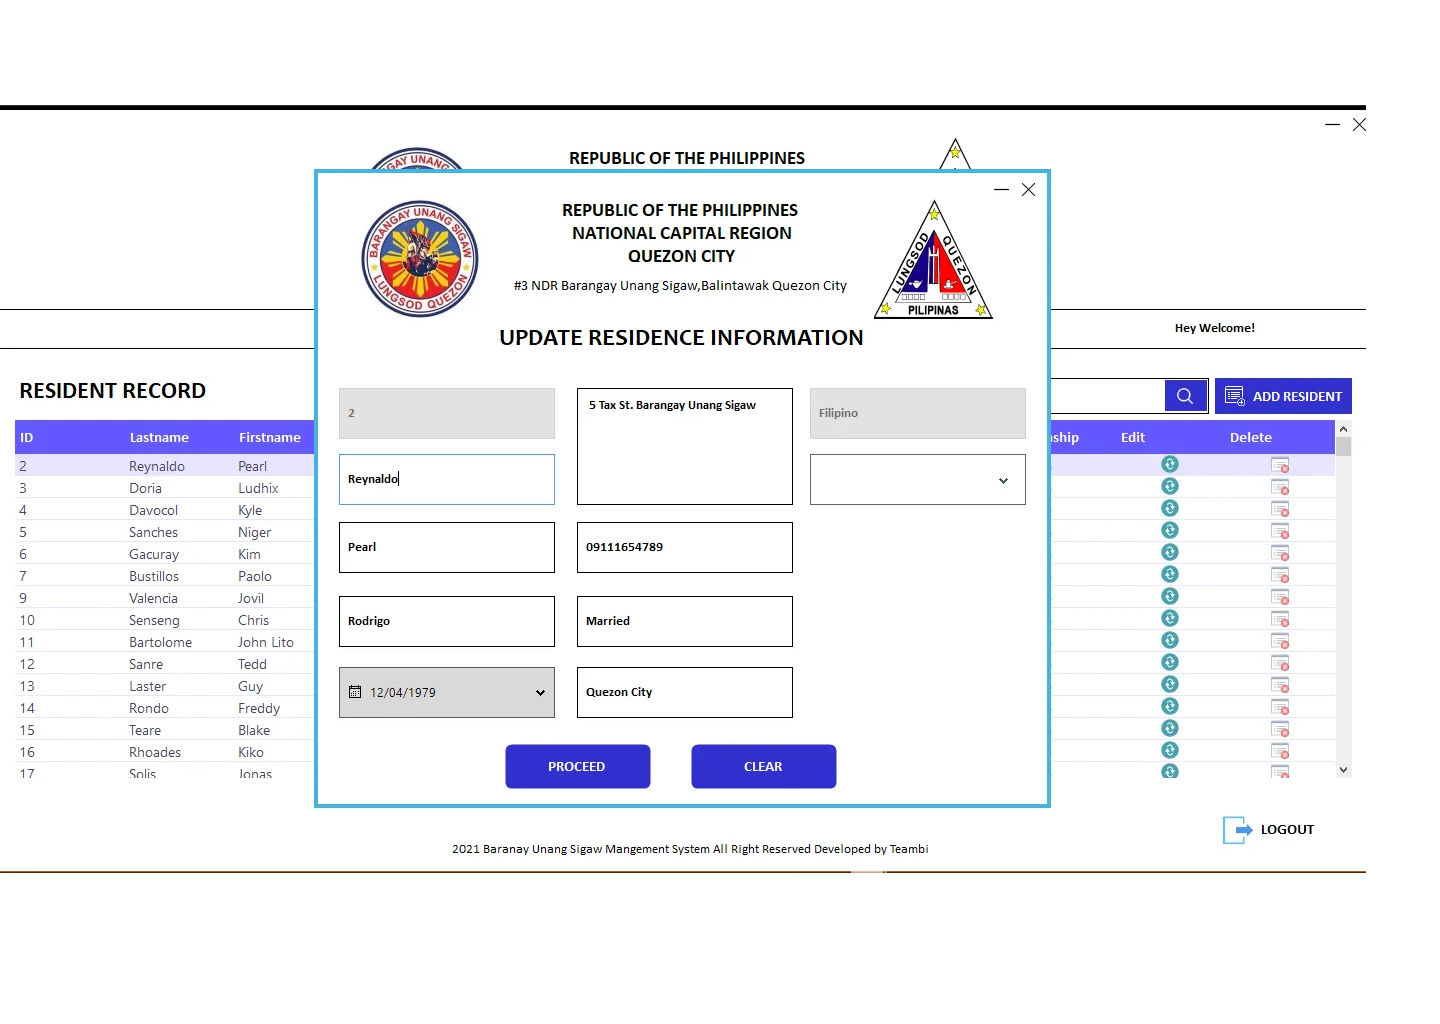 REPUBLIC OF THE PHILIPPINES
BARANGAY UNANG
REPUBLIC OF THE PHILIPPINES
NATIONAL CAPITAL REGION
QUEZON CITY
#3 NDR Barangay Unang Sigaw,Balintawak Quezon City
BARANGAY UNANG SIGAW
LUNGSOD QUEZON
LUNGSOD QUEZON
PILIPINAS
UPDATE RESIDENCE INFORMATION
Hey Welcome!
RESIDENT RECORD
ADD RESIDENT
2
5 Tax St. Barangay Unang Sigaw
Filipino
Reynaldo
Pearl
09111654789
Rodrigo
Married
12/04/1979
Quezon City
PROCEED
CLEAR
ID Lastname Firstname ship Edit Delete
2 Reynaldo Pearl
3 Doria Ludhix
4 Davocol Kyle
5 Sanches Niger
6 Gacuray Kim
7 Bustillos Paolo
9 Valencia Jovil
10 Senseng Chris
11 Bartolome John Lito
12 Sanre Tedd
13 Laster Guy
14 Rondo Freddy
15 Teare Blake
16 Rhoades Kiko
17 Solis Jonas
LOGOUT
2021 Baranay Unang Sigaw Mangement System All Right Reserved Developed by Teambi